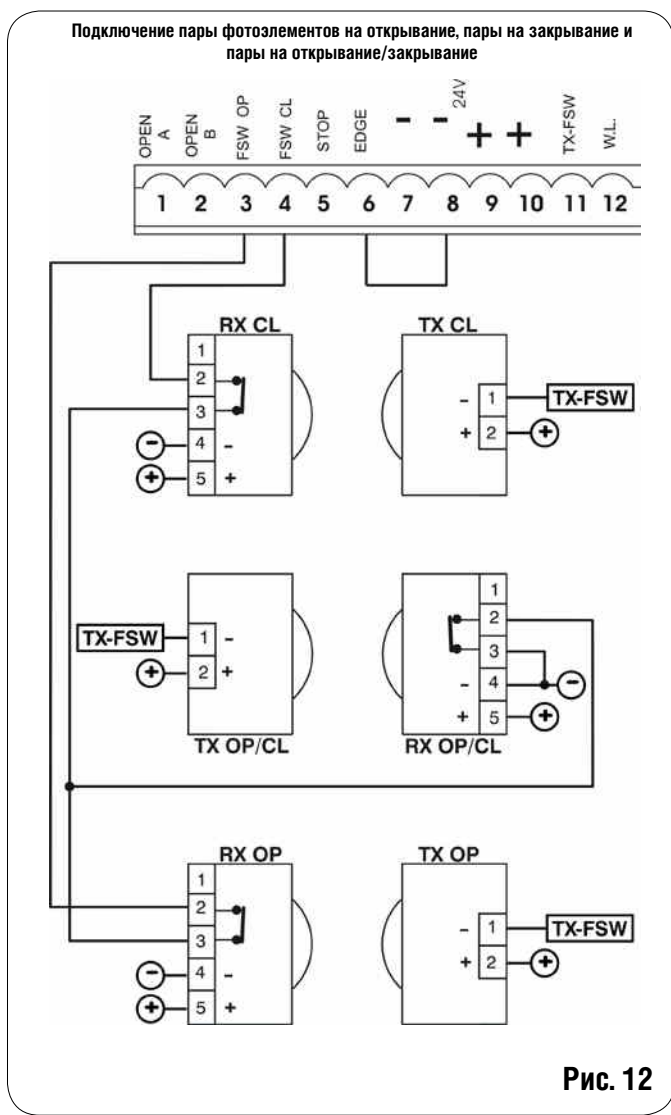 Подключение пары фотоэлементов на открывание, пары на закрывание и
пары на открывание/закрывание
OPEN A
OPEN B
FSW OP
FSW CL
STOP
EDGE
-
-
24V
+
+
TX-FSW
W.L.
1 2 3 4 5 6 7 8 9 10 11 12
RX CL
1
2
3
4 -
5 +
-
+
TX CL
- 1 TX-FSW
+ 2 +
TX-FSW 1 -
+ 2 +
TX OP/CL
1
2
3
- 4 -
+ 5 +
RX OP/CL
RX OP
1
2
3
- 4 -
+ 5 +
TX OP
- 1 TX-FSW
+ 2 +
Рис. 12